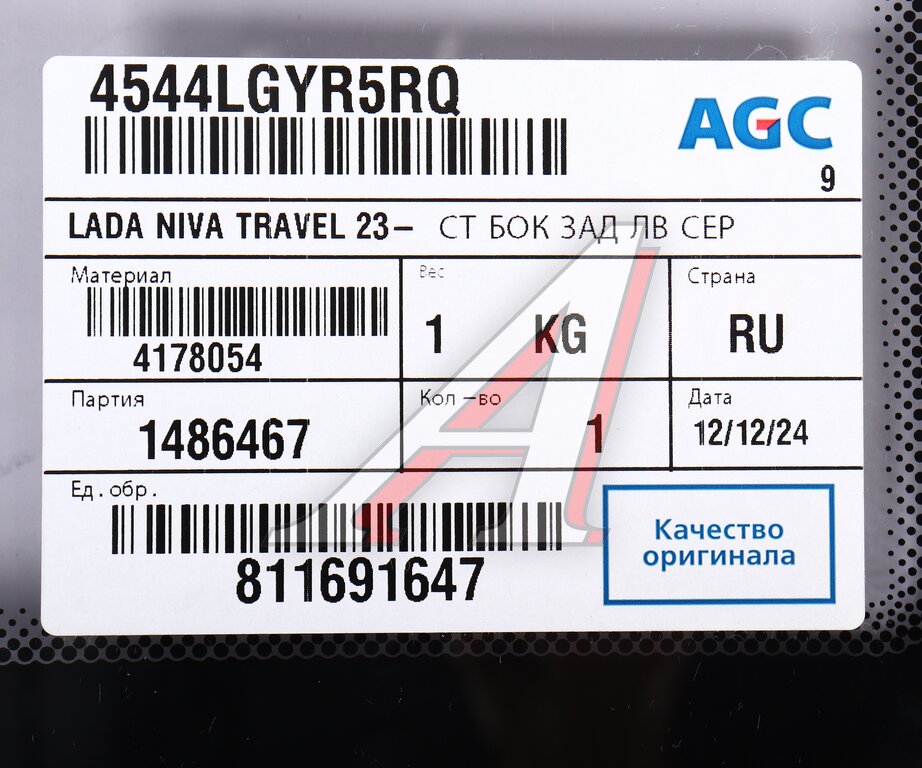 4544LGYR5RQ
AGC
9
LADA NIVA TRAVEL 23– СТ БОК ЗАД ЛВ СЕР
Материал
4178054
Вес
1 KG
Страна
RU
Партия
1486467
Кол –во
1
Дата
12/12/24
Ед. обр.
811691647
Качество
оригинала